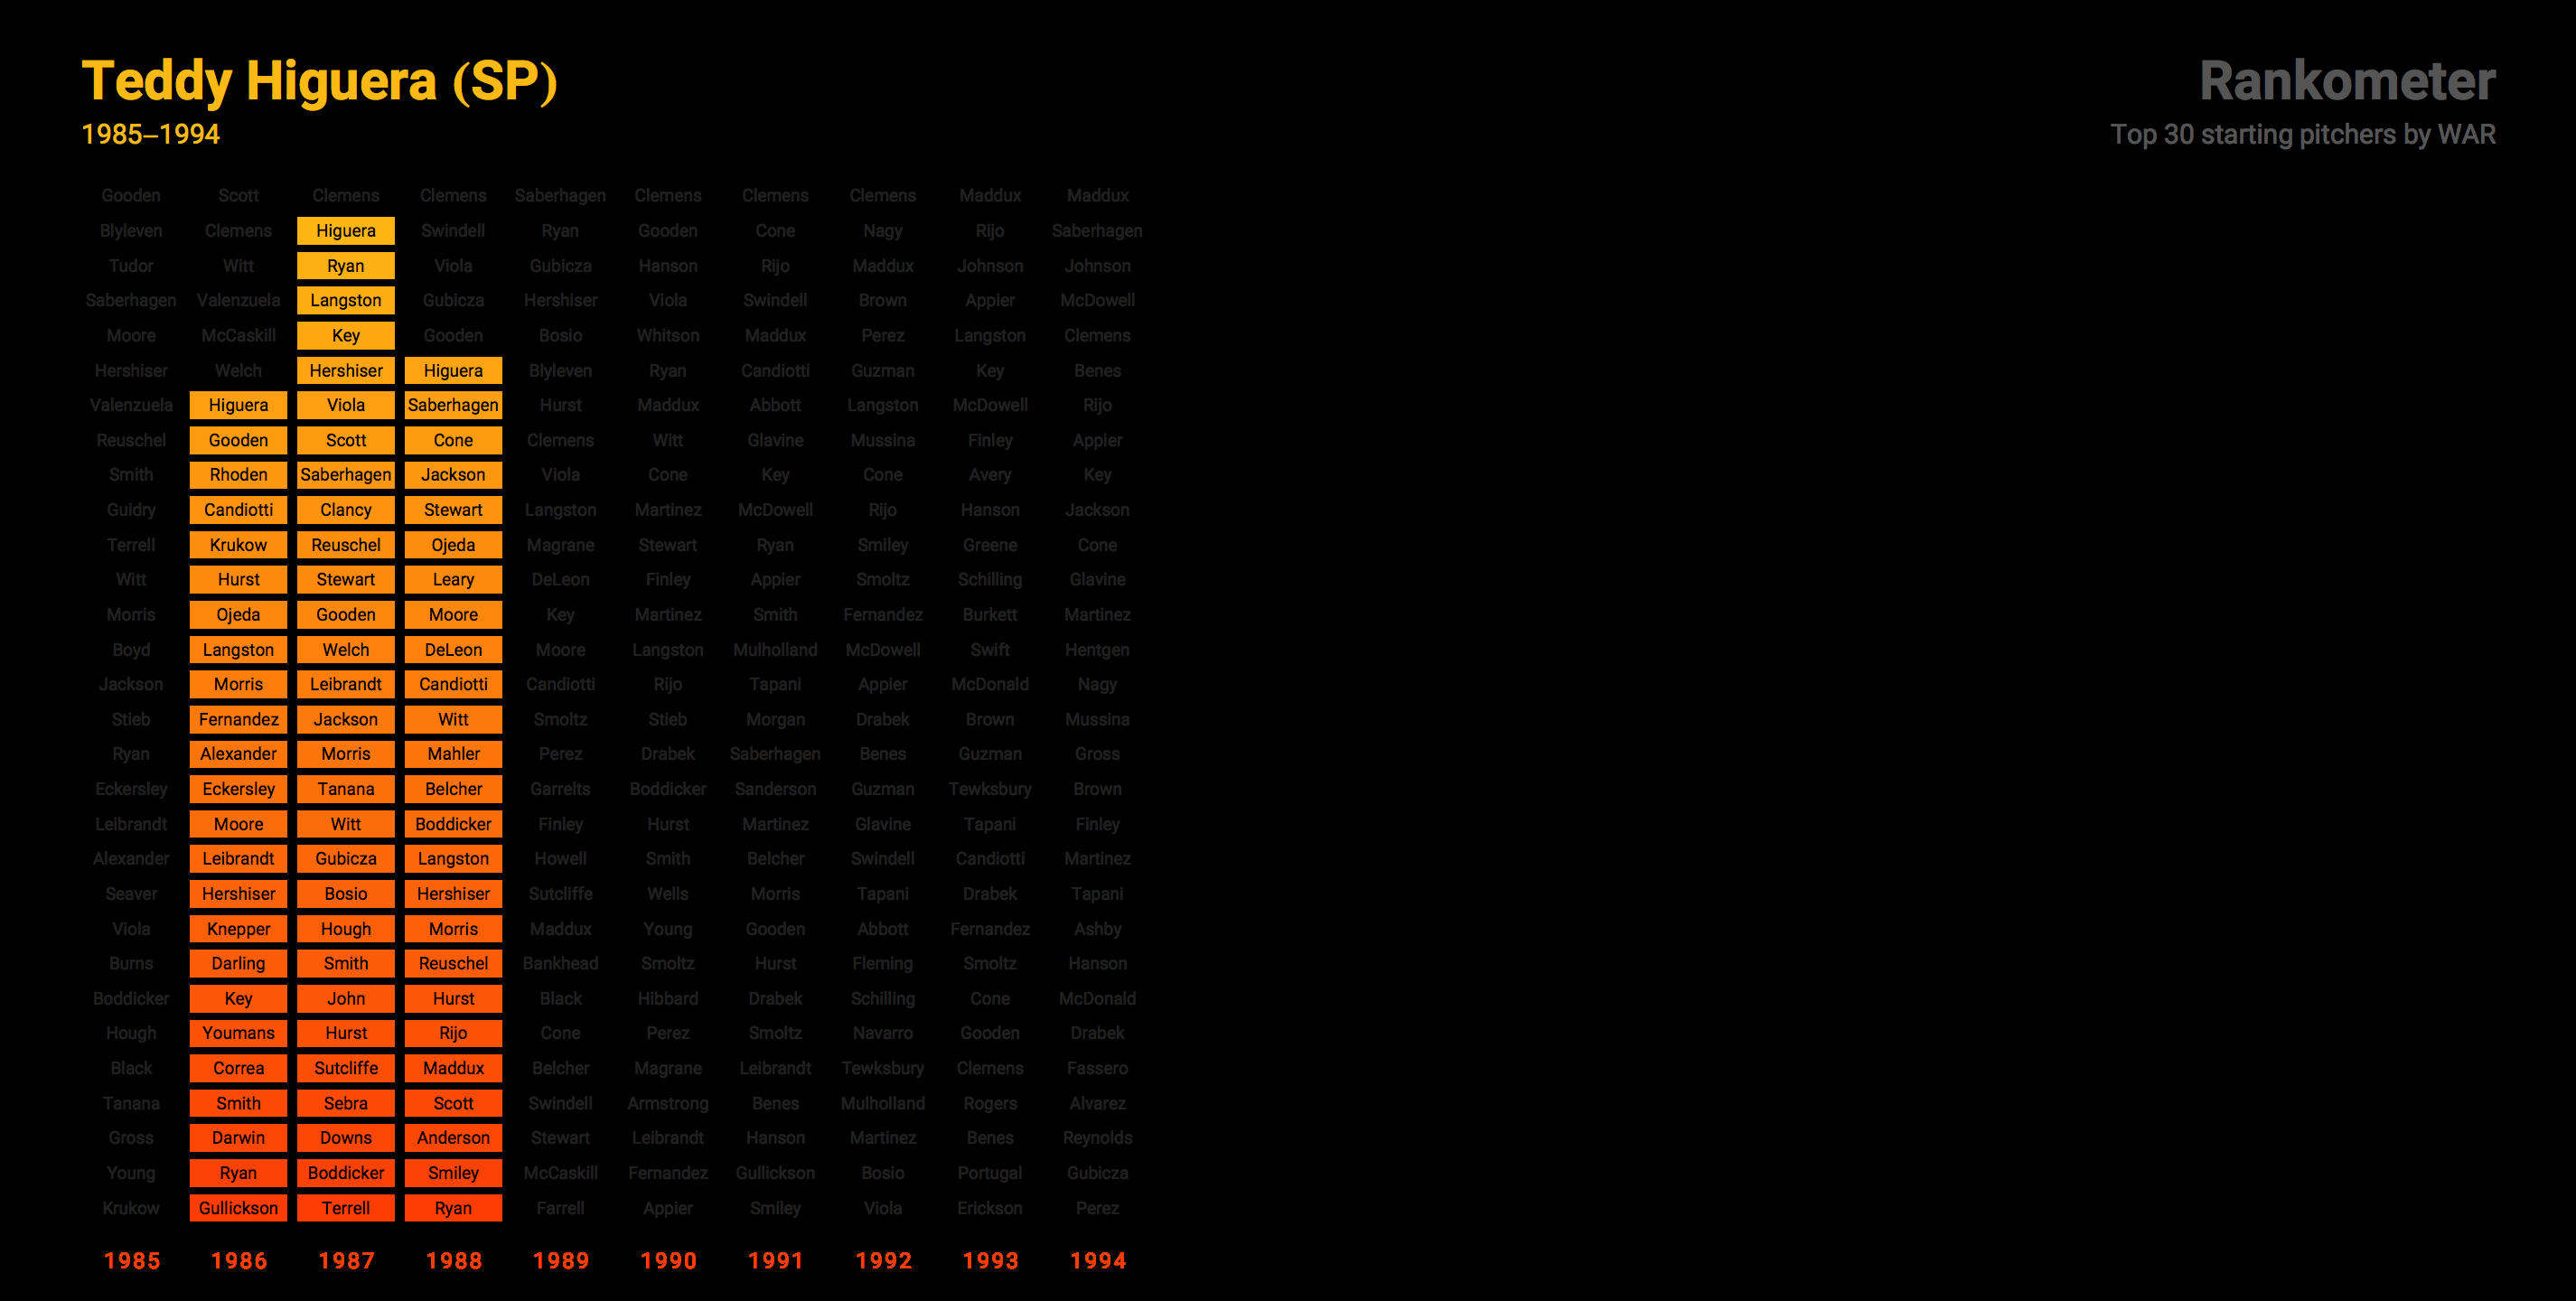 Teddy Higuera (SP)
1985–1994
Rankometer
Top 30 starting pitchers by WAR
Gooden Scott Clemens Clemens Saberhagen Clemens Clemens Clemens Maddux Maddux
Blyleven Clemens Higuera Swindell Ryan Gooden Cone Nagy Rijo Saberhagen
Tudor Witt Ryan Viola Gubicza Hanson Rijo Maddux Johnson Johnson
Saberhagen Valenzuela Langston Gubicza Hershiser Viola Swindell Brown Appier McDowell
Moore McCaskill Key Gooden Bosio Whitson Maddux Perez Langston Clemens
Hershiser Welch Hershiser Higuera Blyleven Ryan Candiotti Guzman Key Benes
Valenzuela Higuera Viola Saberhagen Hurst Maddux Abbott Langston McDowell Rijo
Reuschel Gooden Scott Cone Clemens Witt Glavine Mussina Finley Appier
Smith Rhoden Saberhagen Jackson Viola Cone Key Cone Avery Key
Guidry Candiotti Clancy Stewart Langston Martinez McDowell Rijo Hanson Jackson
Terrell Krukow Reuschel Ojeda Magrane Stewart Ryan Smiley Greene Cone
Witt Hurst Stewart Leary DeLeon Finley Appier Smoltz Schilling Glavine
Morris Ojeda Gooden Moore Key Martinez Smith Fernandez Burkett Martinez
Boyd Langston Welch DeLeon Moore Langston Mulholland McDowell Swift Hentgen
Jackson Morris Leibrandt Candiotti Candiotti Rijo Tapani Appier McDonald Nagy
Stieb Fernandez Jackson Witt Smoltz Stieb Morgan Drabek Brown Mussina
Ryan Alexander Morris Mahler Perez Drabek Saberhagen Benes Guzman Gross
Eckersley Eckersley Tanana Belcher Garrelts Boddicker Sanderson Guzman Tewksbury Brown
Leibrandt Moore Witt Boddicker Finley Hurst Martinez Glavine Tapani Finley
Alexander Leibrandt Gubicza Langston Howell Smith Belcher Swindell Candiotti Martinez
Seaver Hershiser Bosio Hershiser Sutcliffe Wells Morris Tapani Drabek Tapani
Viola Knepper Hough Morris Maddux Young Gooden Abbott Fernandez Ashby
Burns Darling Smith Reuschel Bankhead Smoltz Hurst Fleming Smoltz Hanson
Boddicker Key John Hurst Black Hibbard Drabek Schilling Cone McDonald
Hough Youmans Hurst Rijo Cone Perez Smoltz Navarro Gooden Drabek
Black Correa Sutcliffe Maddux Belcher Magrane Leibrandt Tewksbury Clemens Fassero
Tanana Smith Sebra Scott Swindell Armstrong Benes Mulholland Rogers Alvarez
Gross Darwin Downs Anderson Stewart Leibrandt Hanson Martinez Benes Reynolds
Young Ryan Boddicker Smiley McCaskill Fernandez Gullickson Bosio Portugal Gubicza
Krukow Gullickson Terrell Ryan Farrell Appier Smiley Viola Erickson Perez
1985 1986 1987 1988 1989 1990 1991 1992 1993 1994